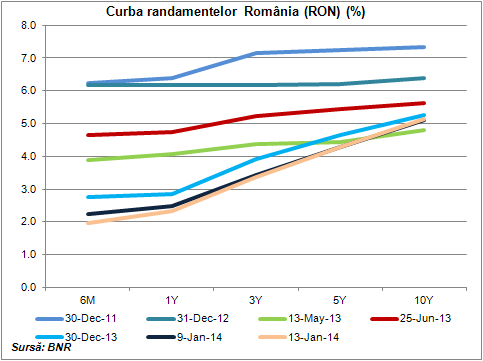 Curba randamentelor România (RON) (%)
8.0
7.0
6.0
5.0
4.0
3.0
2.0
1.0
0.0
6M 1Y 3Y 5Y 10Y
30-Dec-11 31-Dec-12 13-May-13 25-Jun-13
30-Dec-13 9-Jan-14 13-Jan-14
Sursă: BNR